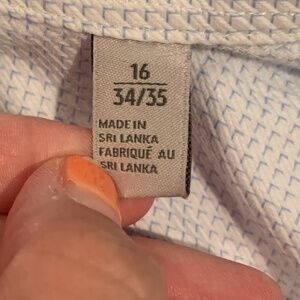 16
34/35
MADE IN
SRI LANKA
FABRIQUÉ AU
SRI LANKA